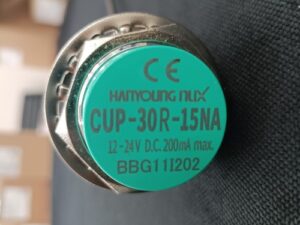 CE
HANYOUNG NUX
CUP-30R-15NA
12-24V D.C. 200mA max.
BBG11I202